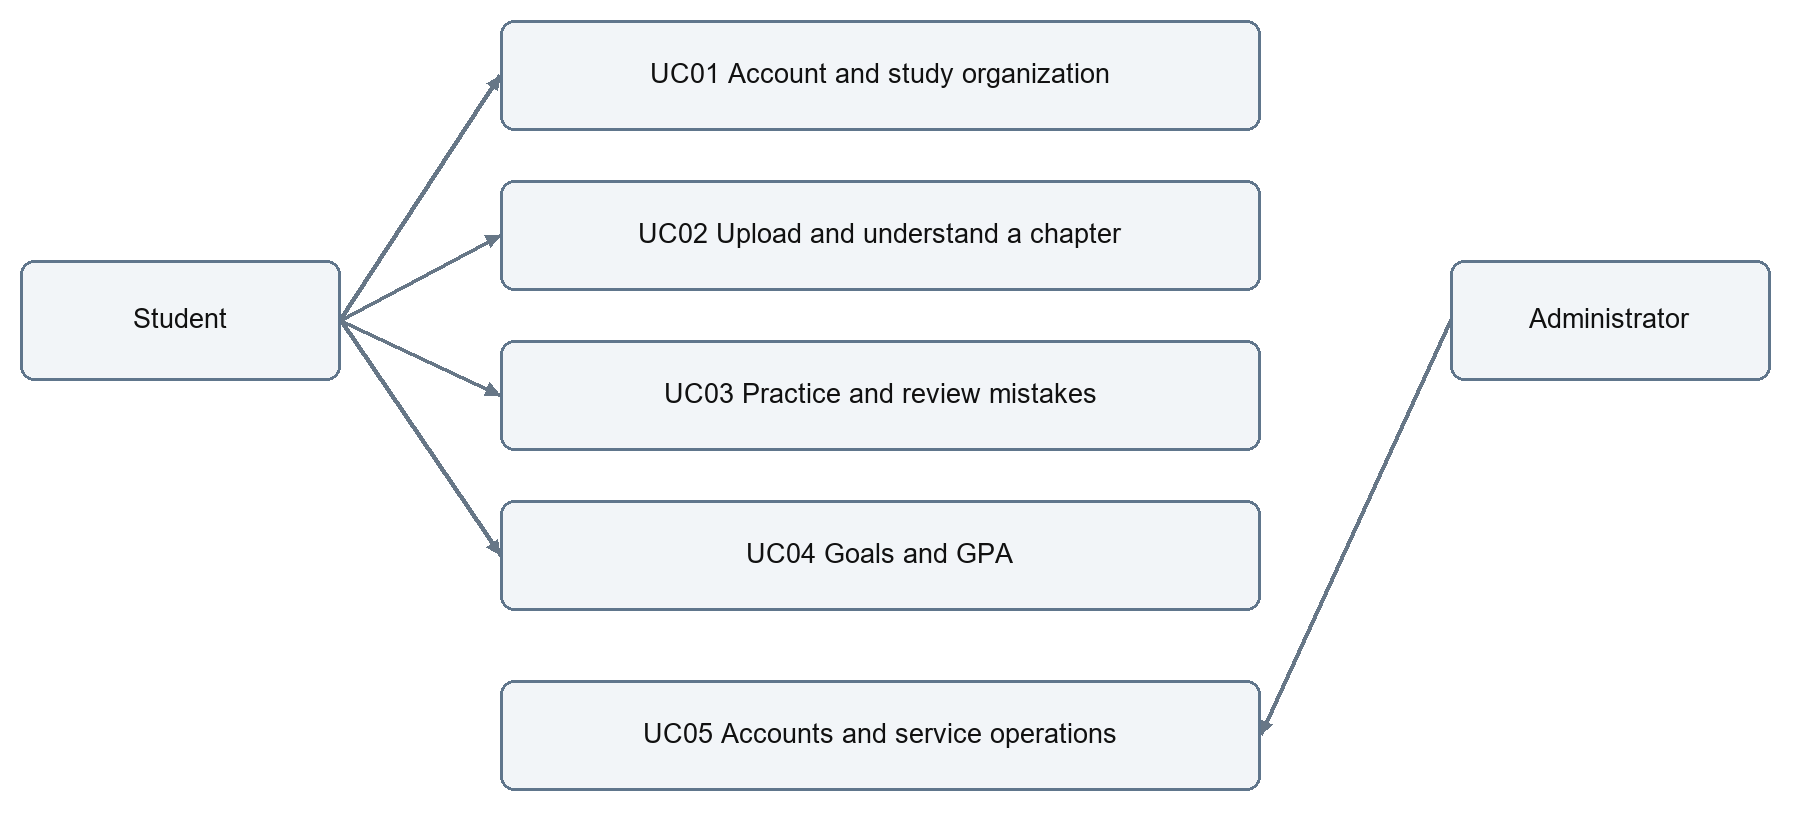 UC01 Account and study organization
UC02 Upload and understand a chapter
Student
Administrator
UC03 Practice and review mistakes
UC04 Goals and GPA
UC05 Accounts and service operations